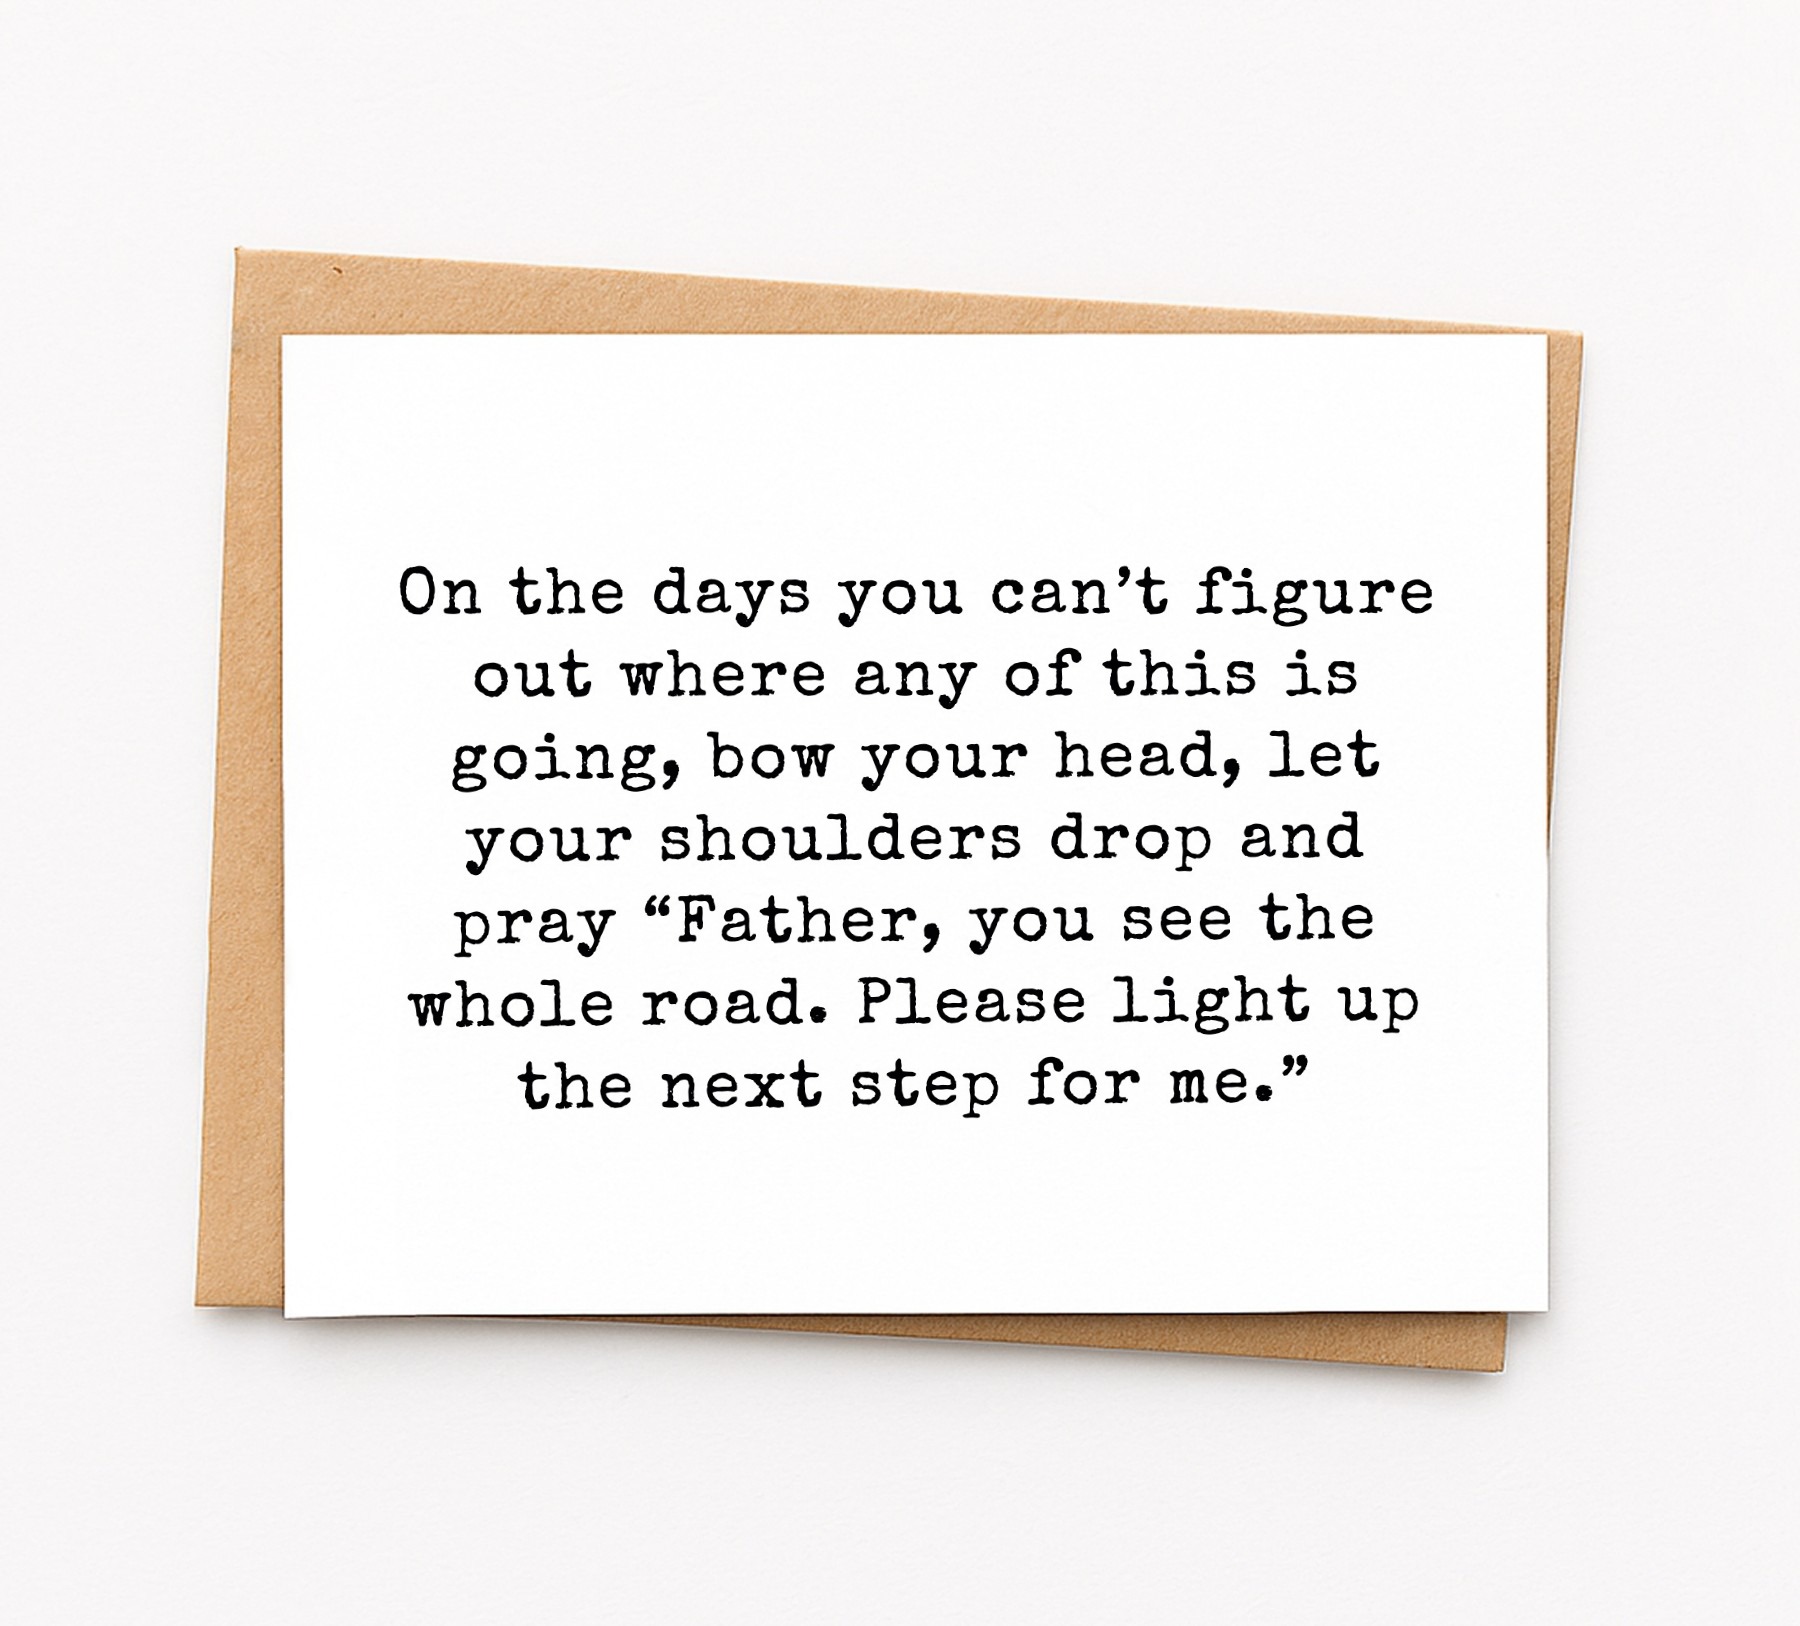 On the days you can’t figure
out where any of this is
going, bow your head, let
your shoulders drop and
pray “Father, you see the
whole road. Please light up
the next step for me.”